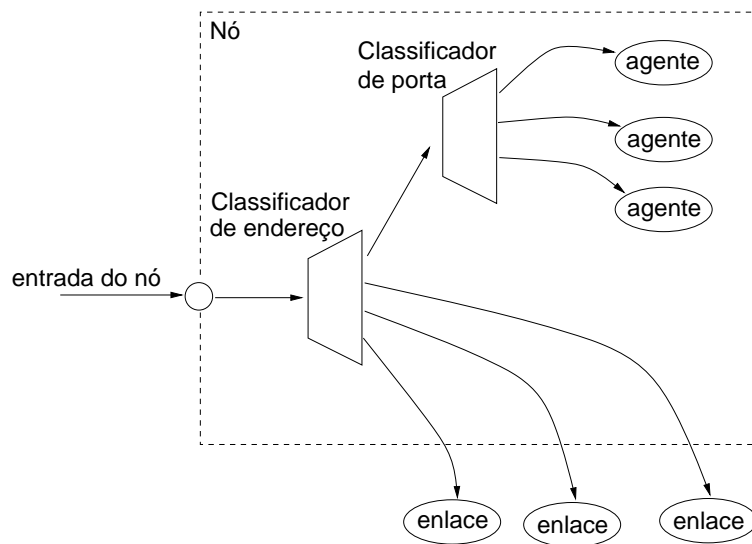 Nó
Classificador
de porta
agente
agente
agente
Classificador
de endereço
entrada do nó
enlace
enlace
enlace